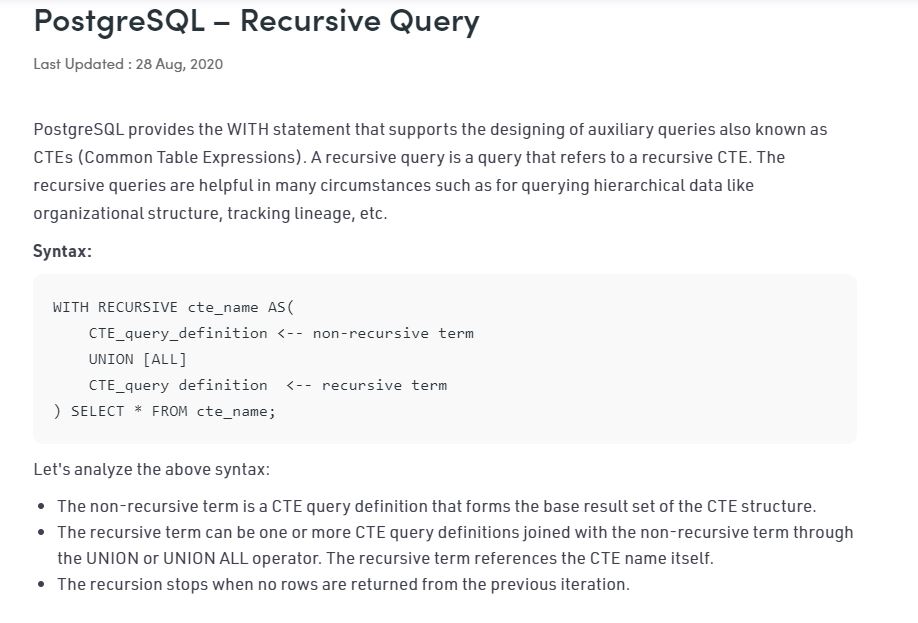 PostgreSQL – Recursive Query
Last Updated : 28 Aug, 2020
PostgreSQL provides the WITH statement that supports the designing of auxiliary queries also known as
CTEs (Common Table Expressions). A recursive query is a query that refers to a recursive CTE. The
recursive queries are helpful in many circumstances such as for querying hierarchical data like
organizational structure, tracking lineage, etc.
Syntax:
WITH RECURSIVE cte_name AS(
    CTE_query_definition <-- non-recursive term
    UNION [ALL]
    CTE_query definition  <-- recursive term
) SELECT * FROM cte_name;
Let's analyze the above syntax:
• The non-recursive term is a CTE query definition that forms the base result set of the CTE structure.
• The recursive term can be one or more CTE query definitions joined with the non-recursive term through
the UNION or UNION ALL operator. The recursive term references the CTE name itself.
• The recursion stops when no rows are returned from the previous iteration.